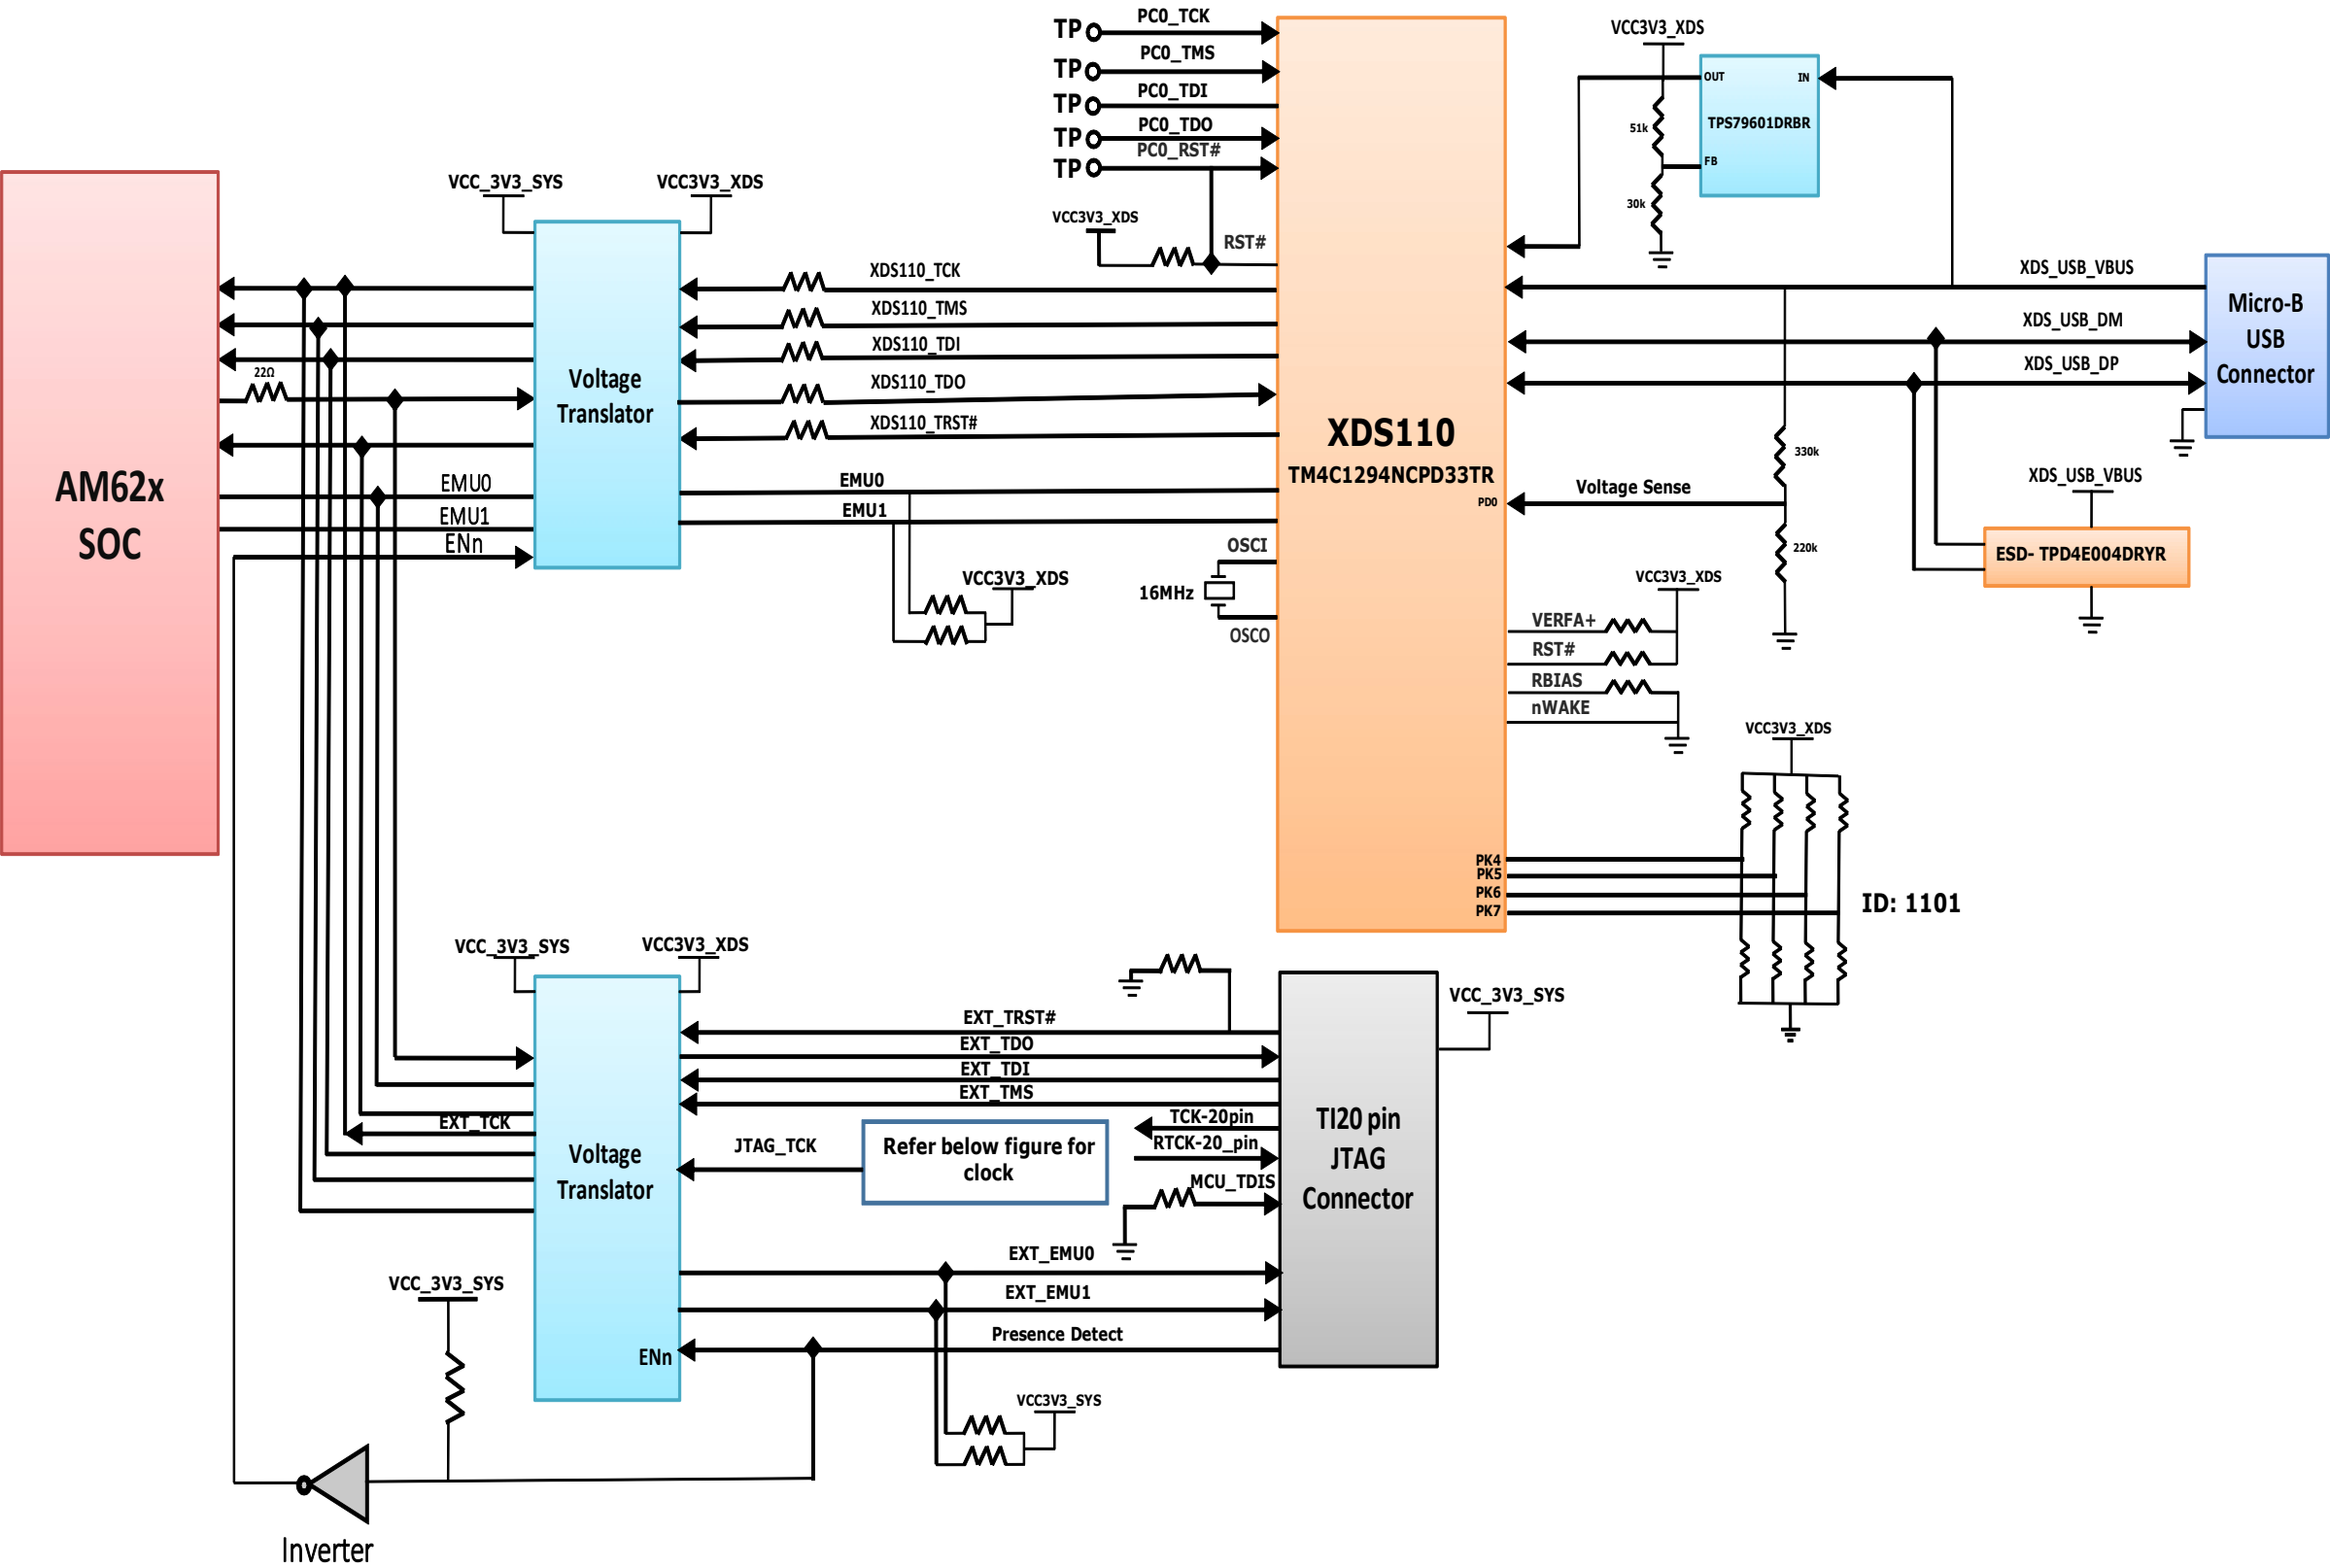 TP
PC0_TCK
TP
PC0_TMS
TP
PC0_TDI
TP
PC0_TDO
TP
PC0_RST#
VCC3V3_XDS
RST#
VCC3V3_XDS
OUT
IN
TPS79601DRBR
FB
51k
30k
AM62x
SOC
VCC_3V3_SYS
VCC3V3_XDS
Voltage
Translator
22Ω
EMU0
EMU1
ENn
XDS110_TCK
XDS110_TMS
XDS110_TDI
XDS110_TDO
XDS110_TRST#
EMU0
EMU1
VCC3V3_XDS
OSCI
16MHz
OSCO
XDS110
TM4C1294NCPD33TR
PD0
Voltage Sense
330k
220k
XDS_USB_VBUS
XDS_USB_DM
XDS_USB_DP
Micro-B
USB
Connector
XDS_USB_VBUS
ESD- TPD4E004DRYR
VCC3V3_XDS
VERFA+
RST#
RBIAS
nWAKE
VCC3V3_XDS
PK4
PK5
PK6
PK7
ID: 1101
VCC_3V3_SYS
VCC3V3_XDS
Voltage
Translator
EXT_TCK
ENn
EXT_TRST#
EXT_TDO
EXT_TDI
EXT_TMS
TCK-20pin
RTCK-20_pin
MCU_TDIS
JTAG_TCK
Refer below figure for
clock
EXT_EMU0
EXT_EMU1
Presence Detect
TI20 pin
JTAG
Connector
VCC_3V3_SYS
VCC3V3_SYS
VCC_3V3_SYS
Inverter